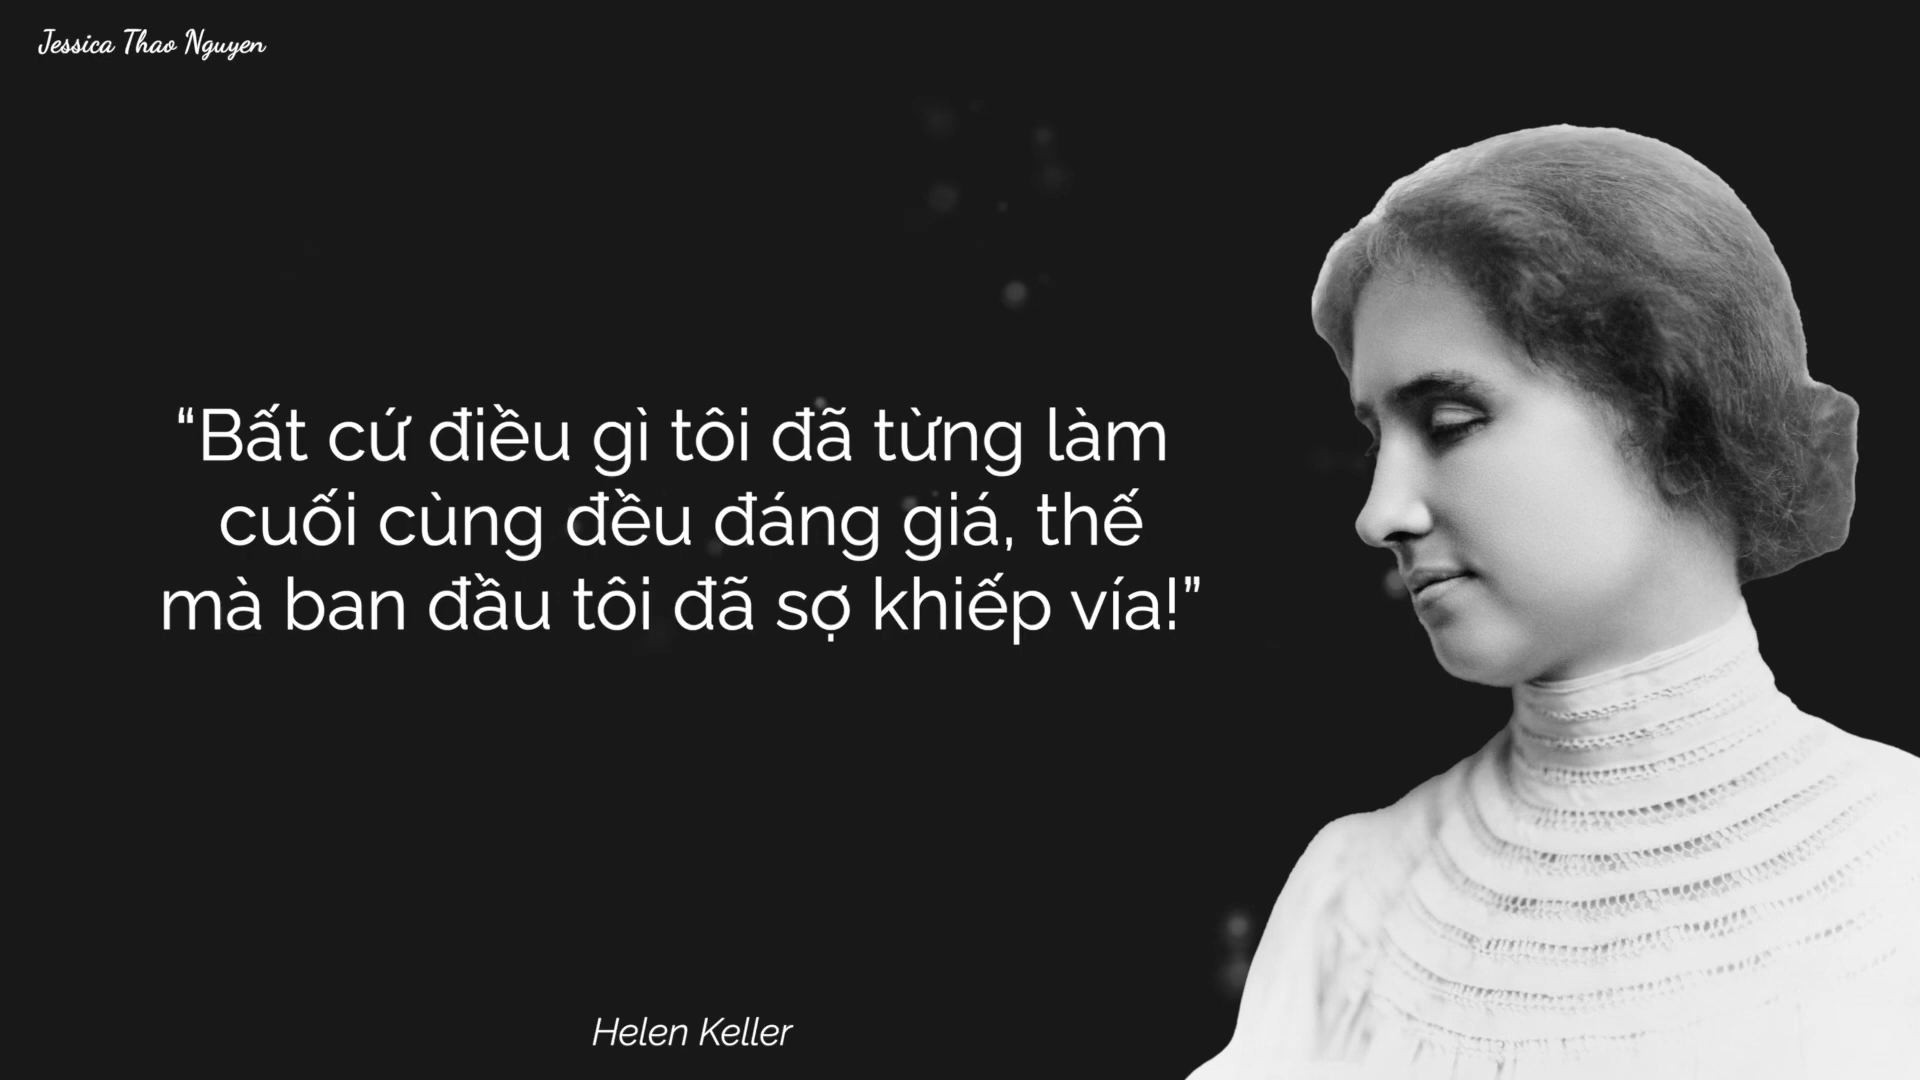 Jessica Thao Nguyen
“Bất cứ điều gì tôi đã từng làm
cuối cùng đều đáng giá, thế
mà ban đầu tôi đã sợ khiếp vía!”
Helen Keller